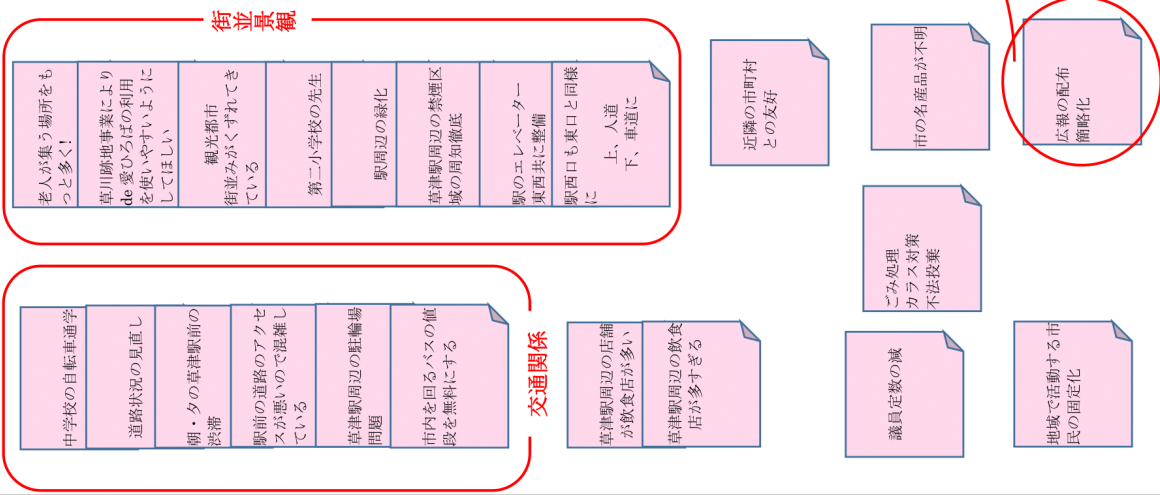 街並景観
老人が集う場所をも
っと多く!
草川跡地事業により
de 愛ひろばの利用
を使いやすいように
してほしい
観光都市
街並みがくずれてき
ている
第二小学校の先生
駅周辺の緑化
草津駅周辺の禁煙区
域の周知徹底
駅のエレベーター
東西共に整備
駅西口も東口と同様
に
上、人道
下、車道に
交通関係
中学校の自転車通学
道路状況の見直し
朝・夕の草津駅前の
渋滞
駅前の道路のアクセ
スが悪いので混雑し
ている
草津駅周辺の駐輪場
問題
市内を回るバスの値
段を無料にする
草津駅周辺の店舗
が飲食店が多い
草津駅周辺の飲食
店が多すぎる
近隣の市町村
との友好
市の名産品が不明
広報の配布
簡略化
ごみ処理
カラス対策
不法投棄
議員定数の減
地域で活動する市
民の固定化